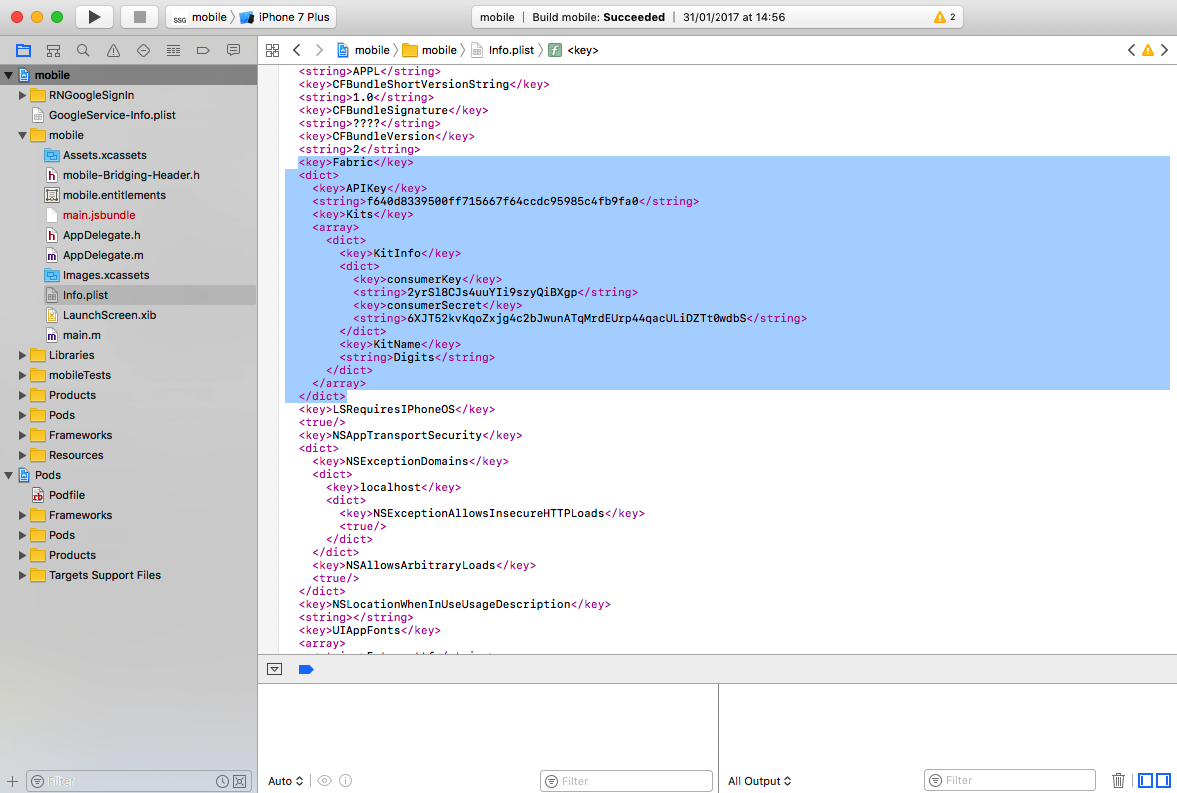 SSG mobile iPhone 7 Plus
mobile | Build mobile: Succeeded | 31/01/2017 at 14:56
2
mobile mobile Info.plist <key>
mobile
RNGoogleSignIn
GoogleService-Info.plist
mobile
Assets.xcassets
mobile-Bridging-Header.h
mobile.entitlements
main.jsbundle
AppDelegate.h
AppDelegate.m
Images.xcassets
Info.plist
LaunchScreen.xib
main.m
Libraries
mobileTests
Products
Pods
Frameworks
Resources
Pods
Podfile
Frameworks
Pods
Products
Targets Support Files
Filter
<string>APPL</string>
<key>CFBundleShortVersionString</key>
<string>1.0</string>
<key>CFBundleSignature</key>
<string>????</string>
<key>CFBundleVersion</key>
<string>2</string>
<key>Fabric</key>
<dict>
<key>APIKey</key>
<string>f640d8339500ff715667f64ccdc95985c4fb9fa0</string>
<key>Kits</key>
<array>
<dict>
<key>KitInfo</key>
<dict>
<key>consumerKey</key>
<string>2yrSl8CJs4uuYIi9szyQiBXgp</string>
<key>consumerSecret</key>
<string>6XJT52kvKqoZxjg4c2bJwunATqMrdEUrp44qacULiDZTt0wdbS</string>
</dict>
<key>KitName</key>
<string>Digits</string>
</dict>
</array>
</dict>
<key>LSRequiresIPhoneOS</key>
<true/>
<key>NSAppTransportSecurity</key>
<dict>
<key>NSExceptionDomains</key>
<dict>
<key>localhost</key>
<dict>
<key>NSExceptionAllowsInsecureHTTPLoads</key>
<true/>
</dict>
</dict>
<key>NSAllowsArbitraryLoads</key>
<true/>
</dict>
<key>NSLocationWhenInUseUsageDescription</key>
<string></string>
<key>UIAppFonts</key>
<array>
Auto
Filter
All Output
Filter